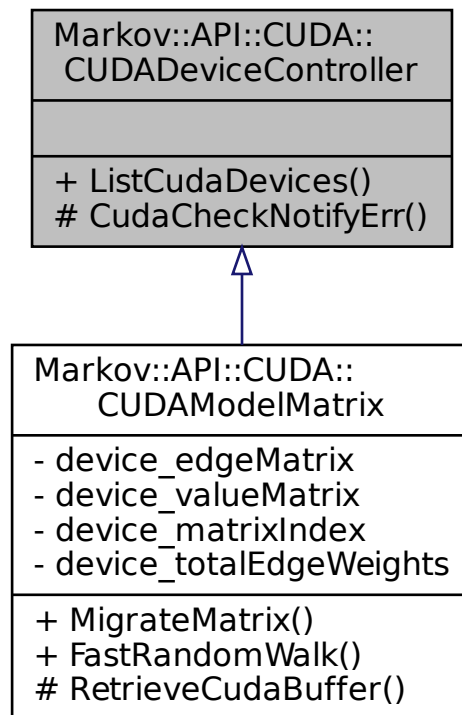 Markov::API::CUDA::
CUDADeviceController
+ ListCudaDevices()
# CudaCheckNotifyErr()
Markov::API::CUDA::
CUDAModelMatrix
- device_edgeMatrix
- device_valueMatrix
- device_matrixIndex
- device_totalEdgeWeights
+ MigrateMatrix()
+ FastRandomWalk()
# RetrieveCudaBuffer()